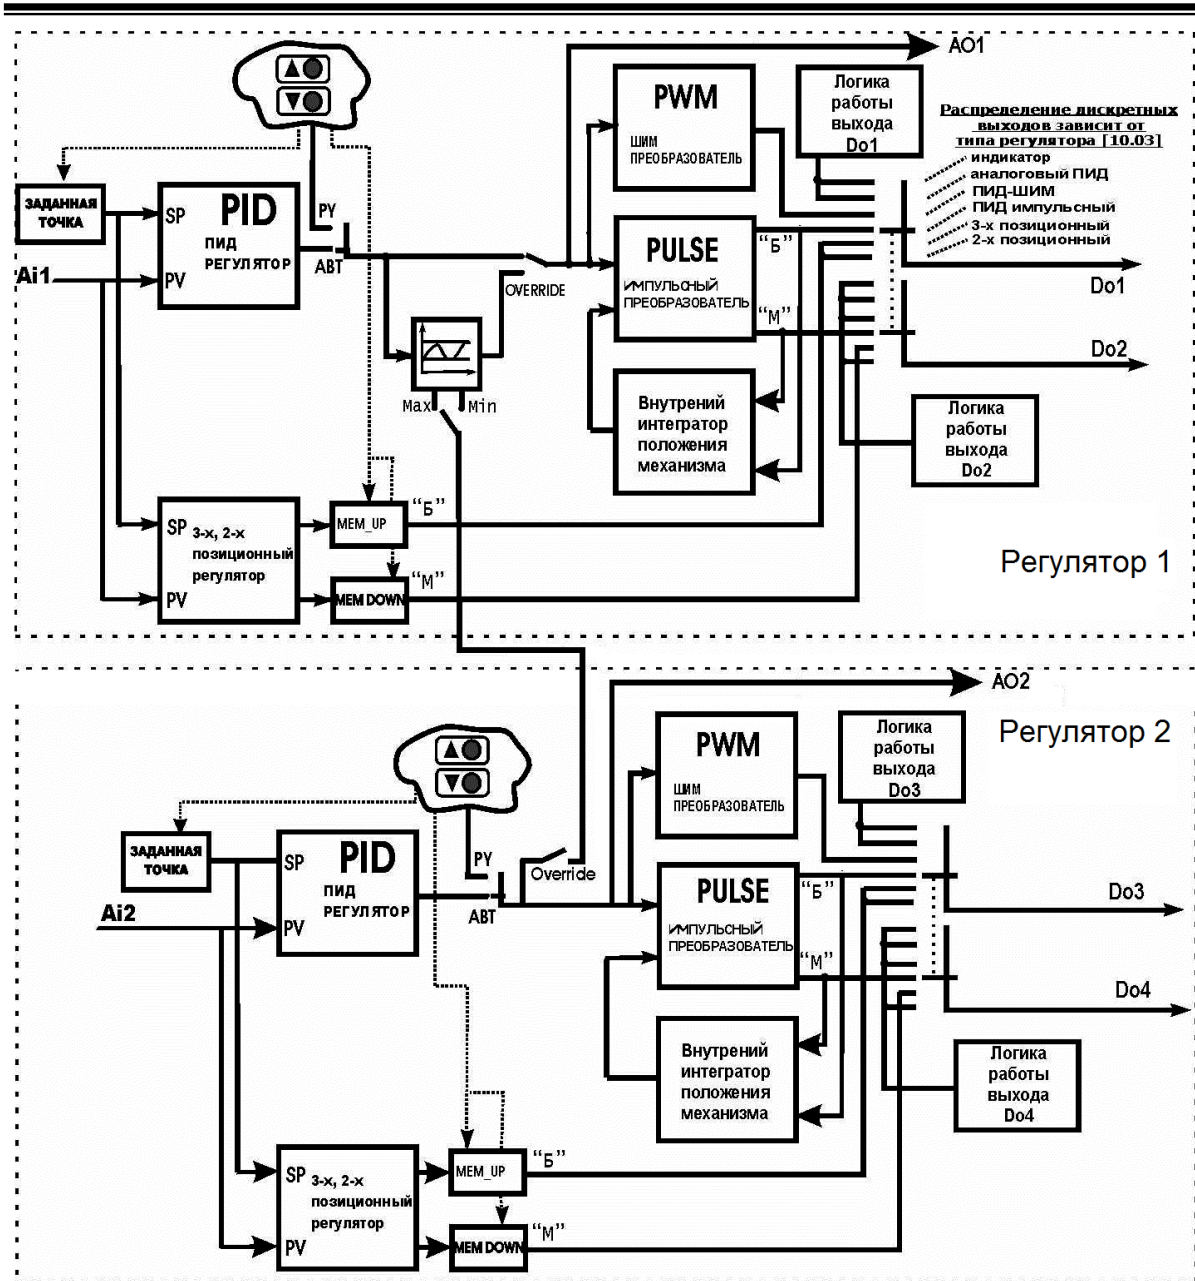 AO1
PWM
ШИМ
ПРЕОБРАЗОВАТЕЛЬ
Логика
работы
выхода
Do1
Распределение дискретных
выходов зависит от
типа регулятора [10.03]
индикатор
аналоговый ПИД
ПИД-ШИМ
ПИД импульсный
3-х позиционный
2-х позиционный
ЗАДАННАЯ
ТОЧКА
SP
PID
ПИД
РЕГУЛЯТОР
PV
Ai1
РУ
АВТ
OVERRIDE
PULSE
ИМПУЛЬСНЫЙ
ПРЕОБРАЗОВАТЕЛЬ
“Б”
“М”
Do1
Do2
Max
Min
Внутрений
интегратор
положения
механизма
Логика
работы
выхода
Do2
SP
3-х, 2-х
позиционный
регулятор
PV
MEM_UP
“Б”
MEM DOWN
“М”
Регулятор 1
AO2
Регулятор 2
PWM
ШИМ
ПРЕОБРАЗОВАТЕЛЬ
Логика
работы
выхода
Do3
ЗАДАННАЯ
ТОЧКА
SP
PID
ПИД
РЕГУЛЯТОР
PV
Ai2
РУ
АВТ
Override
PULSE
ИМПУЛЬСНЫЙ
ПРЕОБРАЗОВАТЕЛЬ
“Б”
“М”
Do3
Do4
Внутрений
интегратор
положения
механизма
Логика
работы
выхода
Do4
SP
3-х, 2-х
позиционный
регулятор
PV
MEM_UP
“Б”
MEM DOWN
“М”